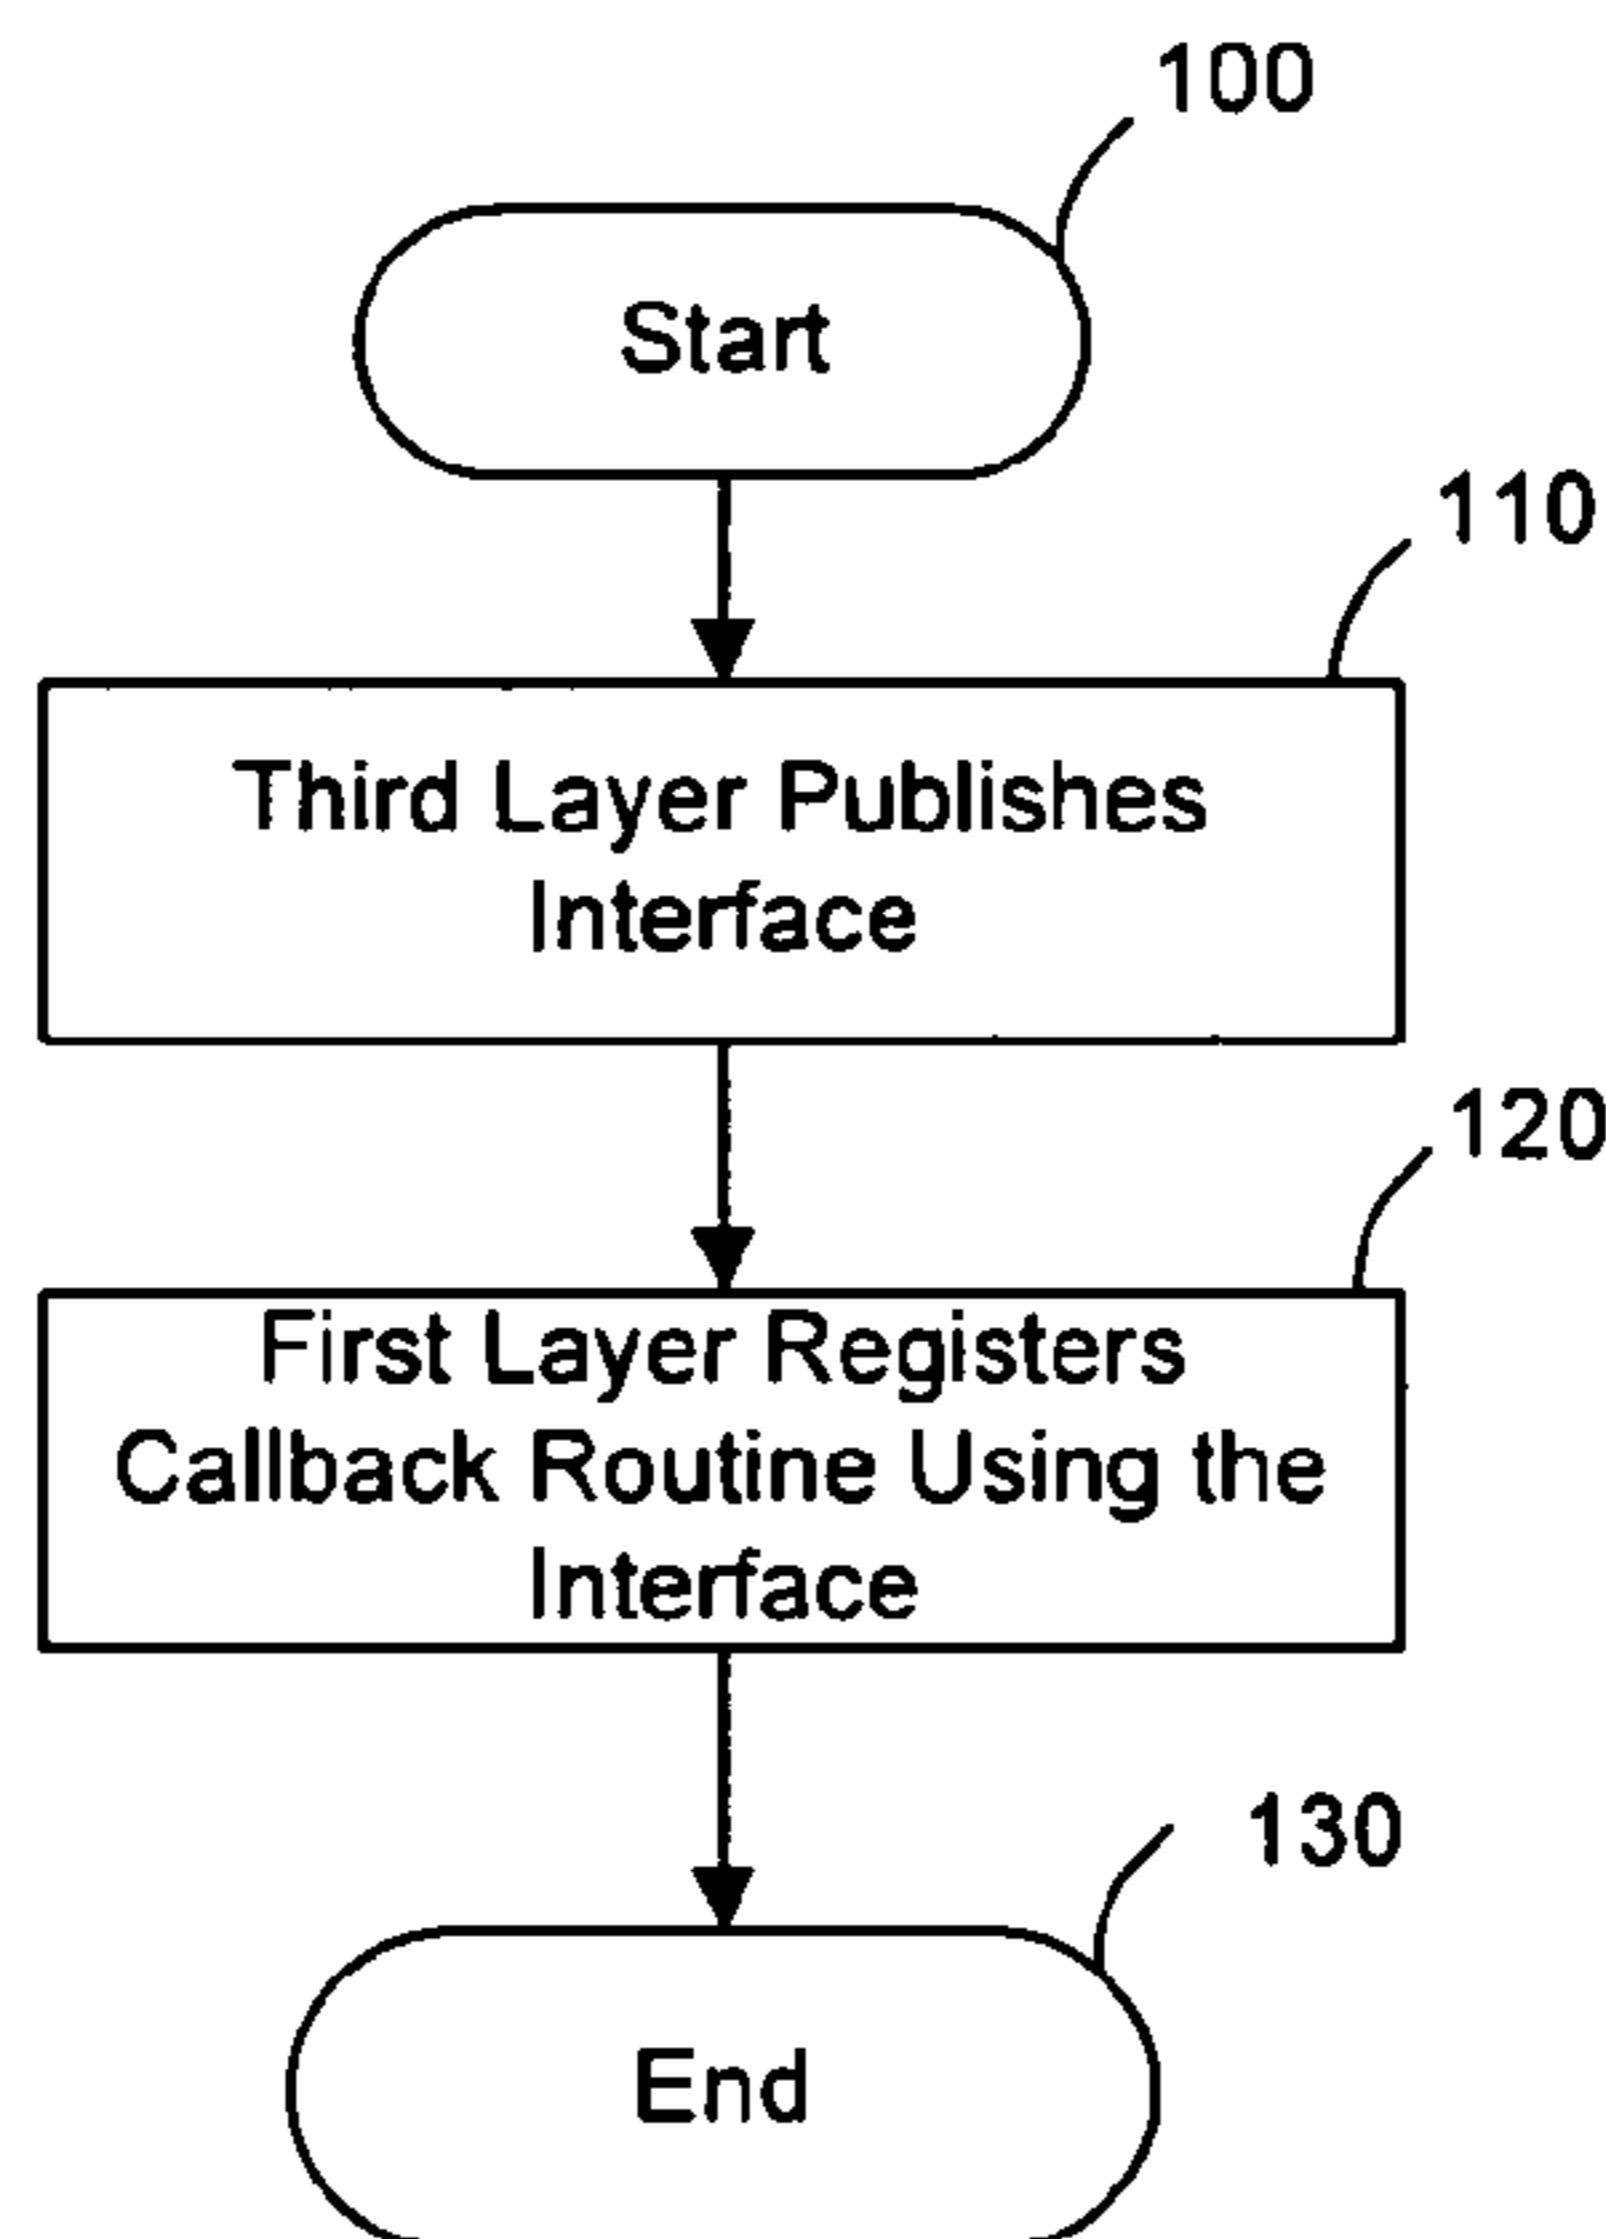 100
Start
110
Third Layer Publishes
Interface
120
First Layer Registers
Callback Routine Using the
Interface
130
End